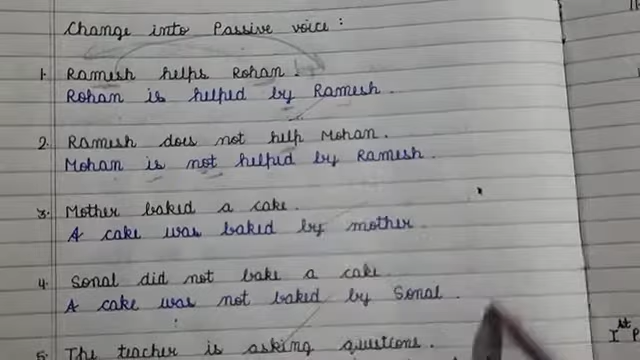 Change into Passive voice :
1. Ramesh helps Rohan.
Rohan is helped by Ramesh.
2. Ramesh does not help Mohan.
Mohan is not helped by Ramesh.
3. Mother baked a cake.
A cake was baked by mother.
4. Sonal did not bake a cake.
A cake was not baked by Sonal.
5. The teacher is asking questions.
Ist P